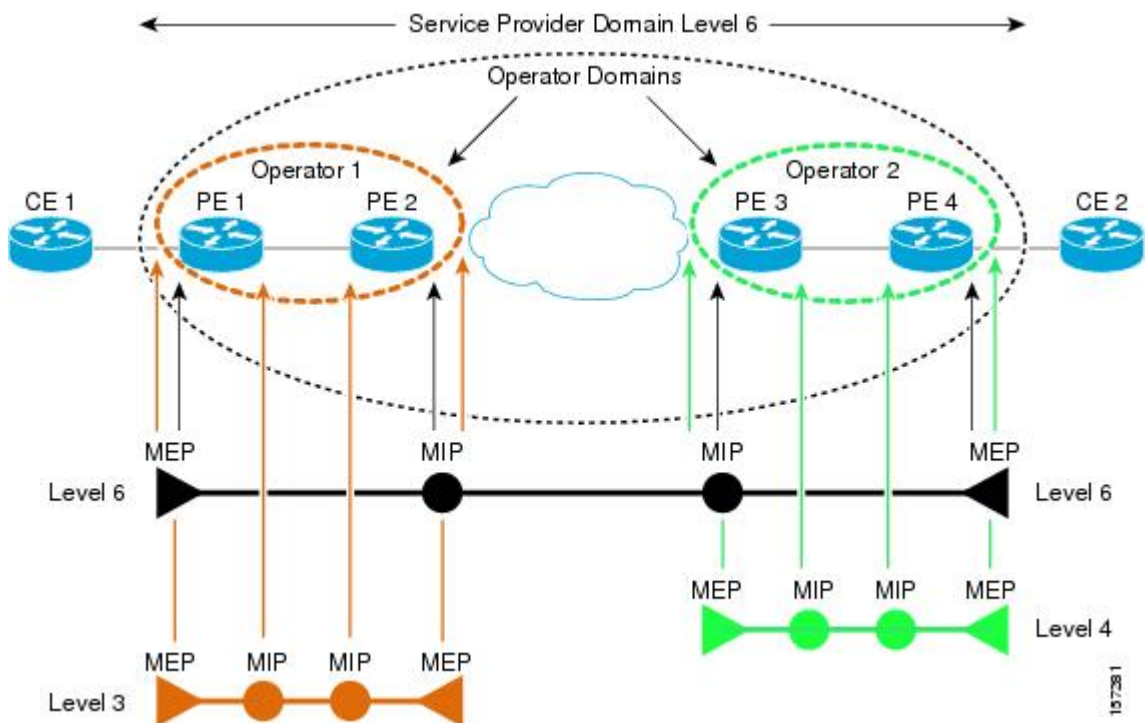 Service Provider Domain Level 6
Operator Domains
Operator 1
Operator 2
CE 1
PE 1
PE 2
PE 3
PE 4
CE 2
MEP
MIP
MIP
MEP
Level 6
Level 6
MEP
MIP
MIP
MEP
Level 4
MEP
MIP
MIP
MEP
Level 3
157281